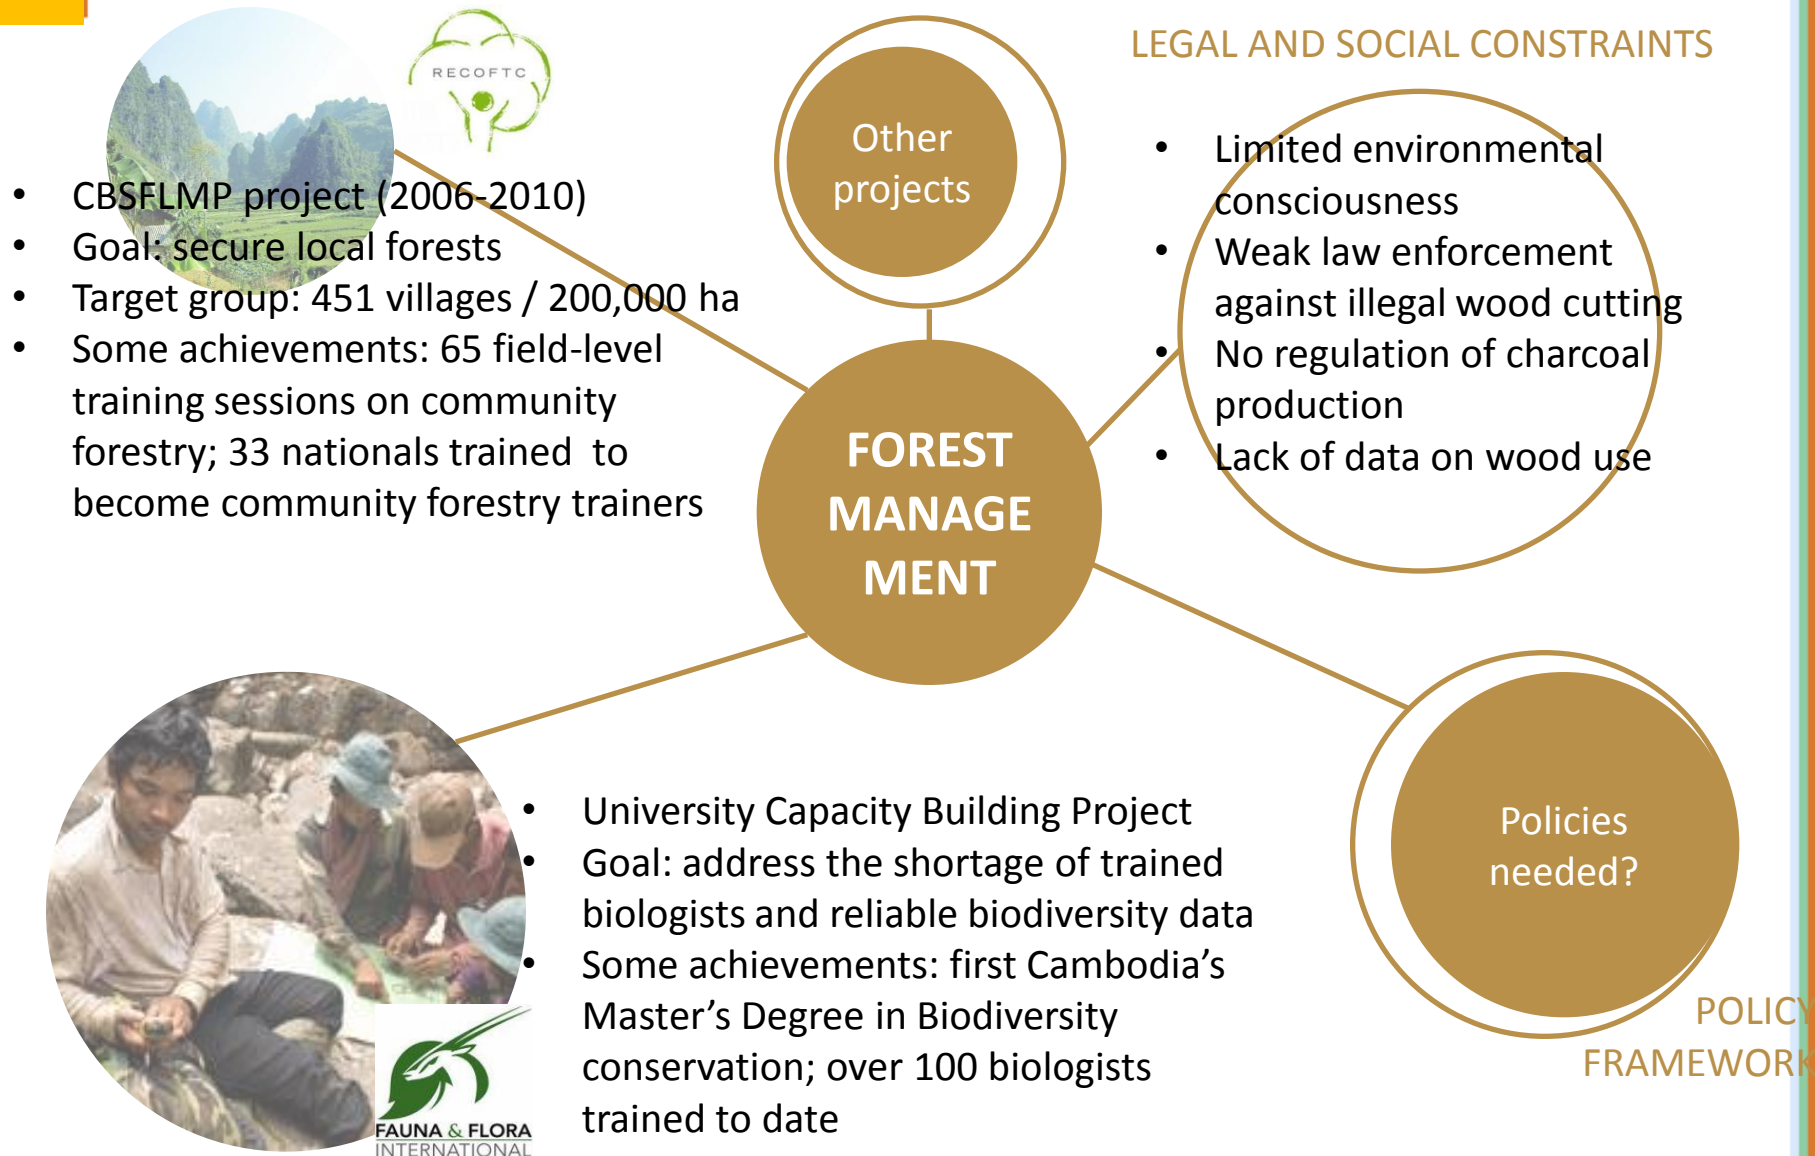 RECOFTC
• CBSFLMP project (2006-2010)
• Goal: secure local forests
• Target group: 451 villages / 200,000 ha
• Some achievements: 65 field-level
training sessions on community
forestry; 33 nationals trained  to
become community forestry trainers
Other
projects
LEGAL AND SOCIAL CONSTRAINTS
• Limited environmental
consciousness
• Weak law enforcement
against illegal wood cutting
• No regulation of charcoal
production
• Lack of data on wood use
FOREST
MANAGE
MENT
• University Capacity Building Project
• Goal: address the shortage of trained
biologists and reliable biodiversity data
• Some achievements: first Cambodia’s
Master’s Degree in Biodiversity
conservation; over 100 biologists
trained to date
FAUNA & FLORA
INTERNATIONAL
Policies
needed?
POLICY
FRAMEWORK